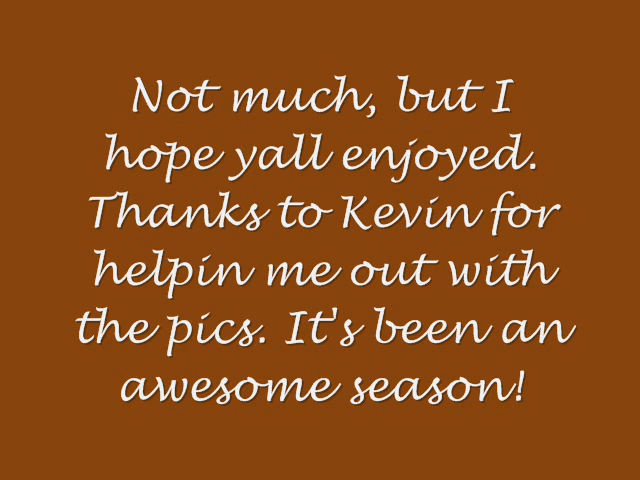 Not much, but I
hope yall enjoyed.
Thanks to Kevin for
helpin me out with
the pics. It's been an
awesome season!